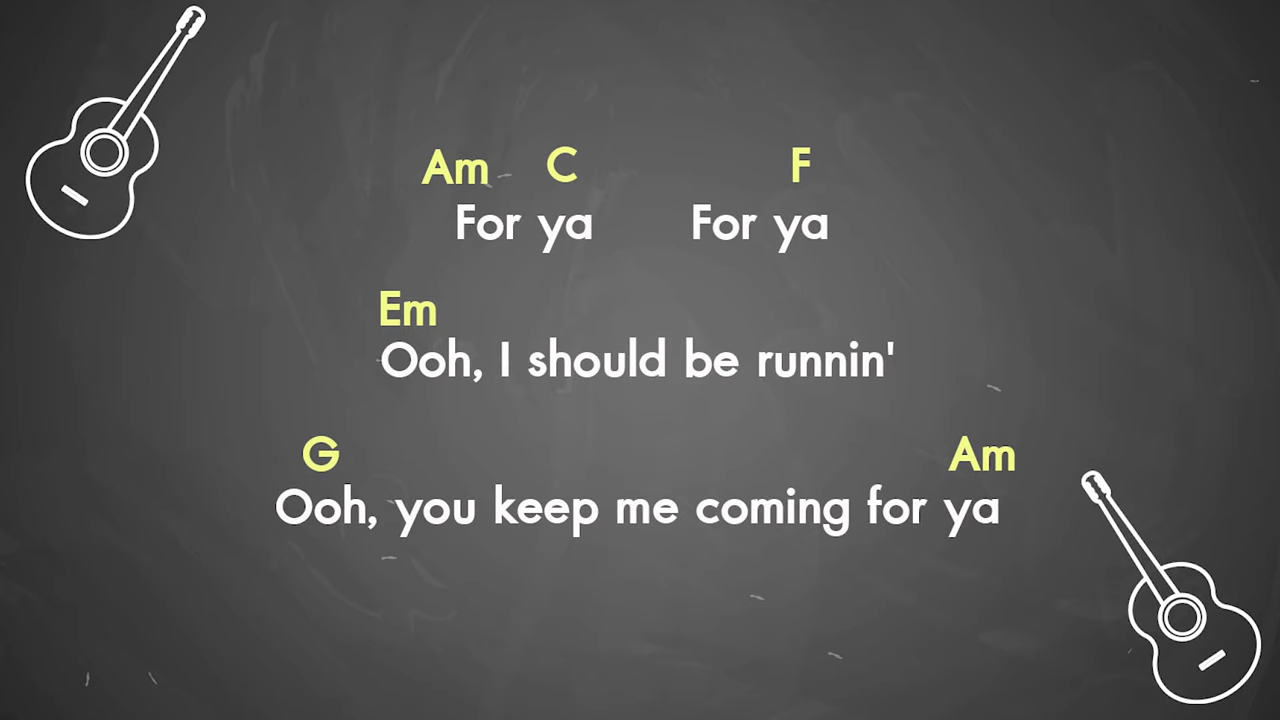 Am C F
For ya For ya
Em
Ooh, I should be runnin'
G Am
Ooh, you keep me coming for ya